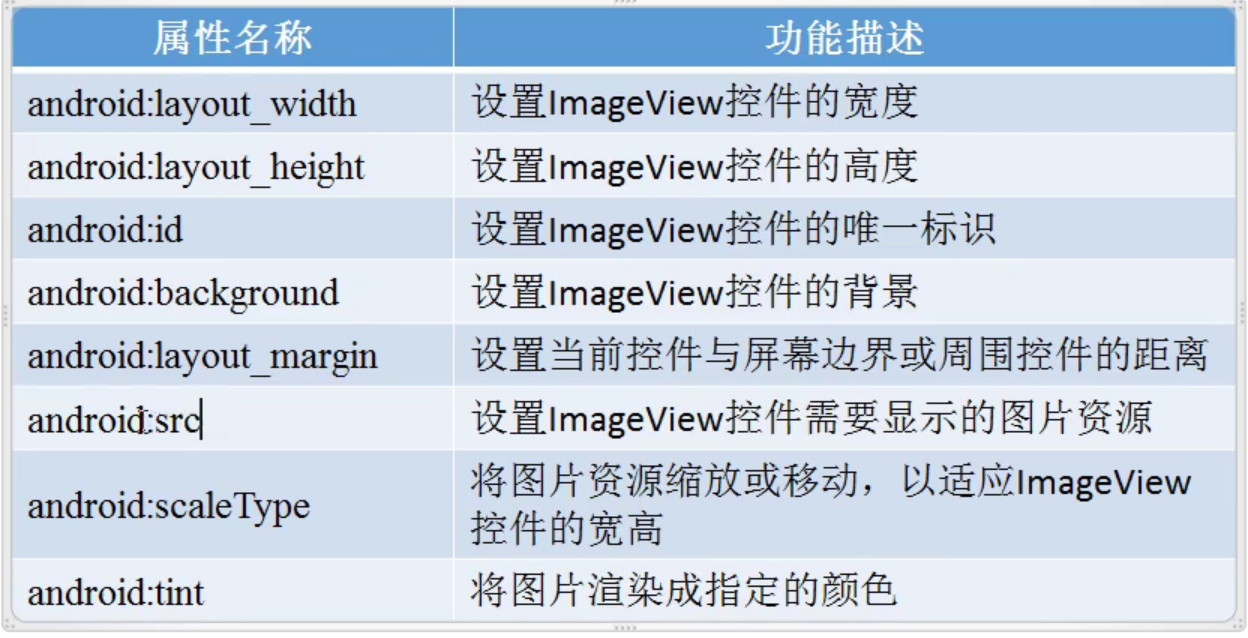 属性名称 功能描述
android:layout_width 设置ImageView控件的宽度
android:layout_height 设置ImageView控件的高度
android:id 设置ImageView控件的唯一标识
android:background 设置ImageView控件的背景
android:layout_margin 设置当前控件与屏幕边界或周围控件的距离
android:src 设置ImageView控件需要显示的图片资源
android:scaleType 将图片资源缩放或移动，以适应ImageView
控件的宽高
android:tint 将图片渲染成指定的颜色